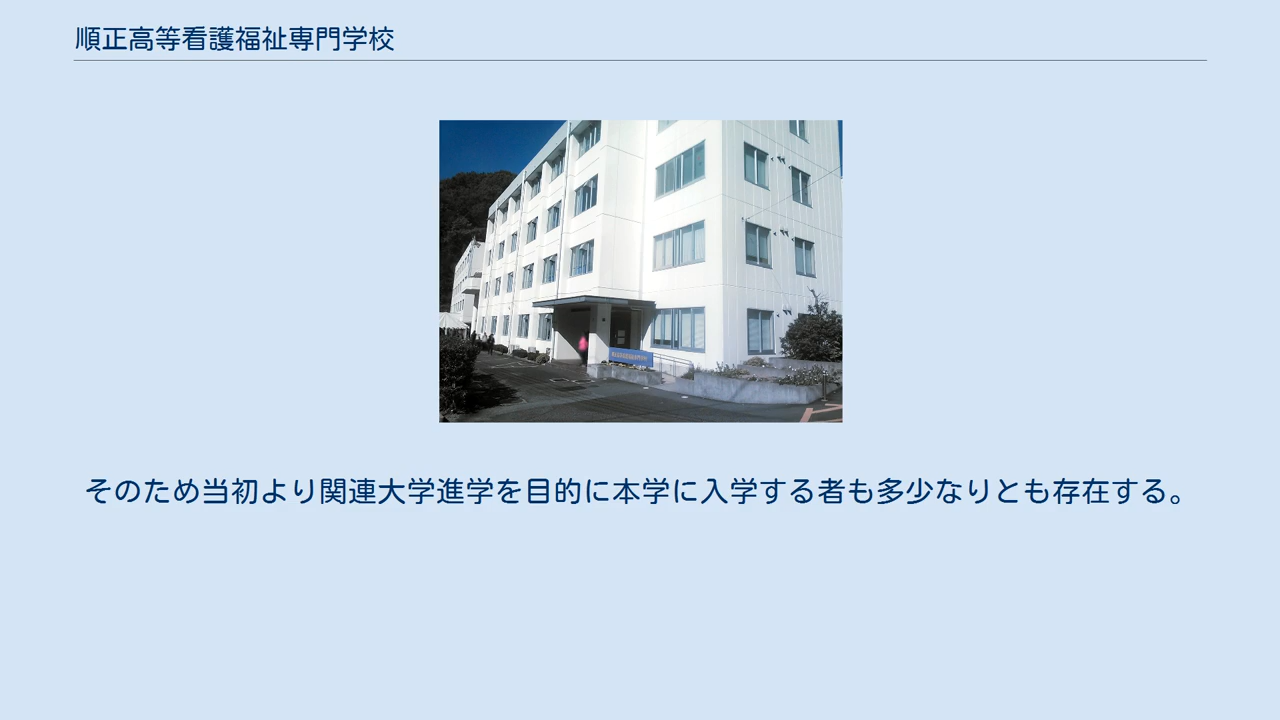 順正高等看護福祉専門学校
そのため当初より関連大学進学を目的に本学に入学する者も多少なりとも存在する。